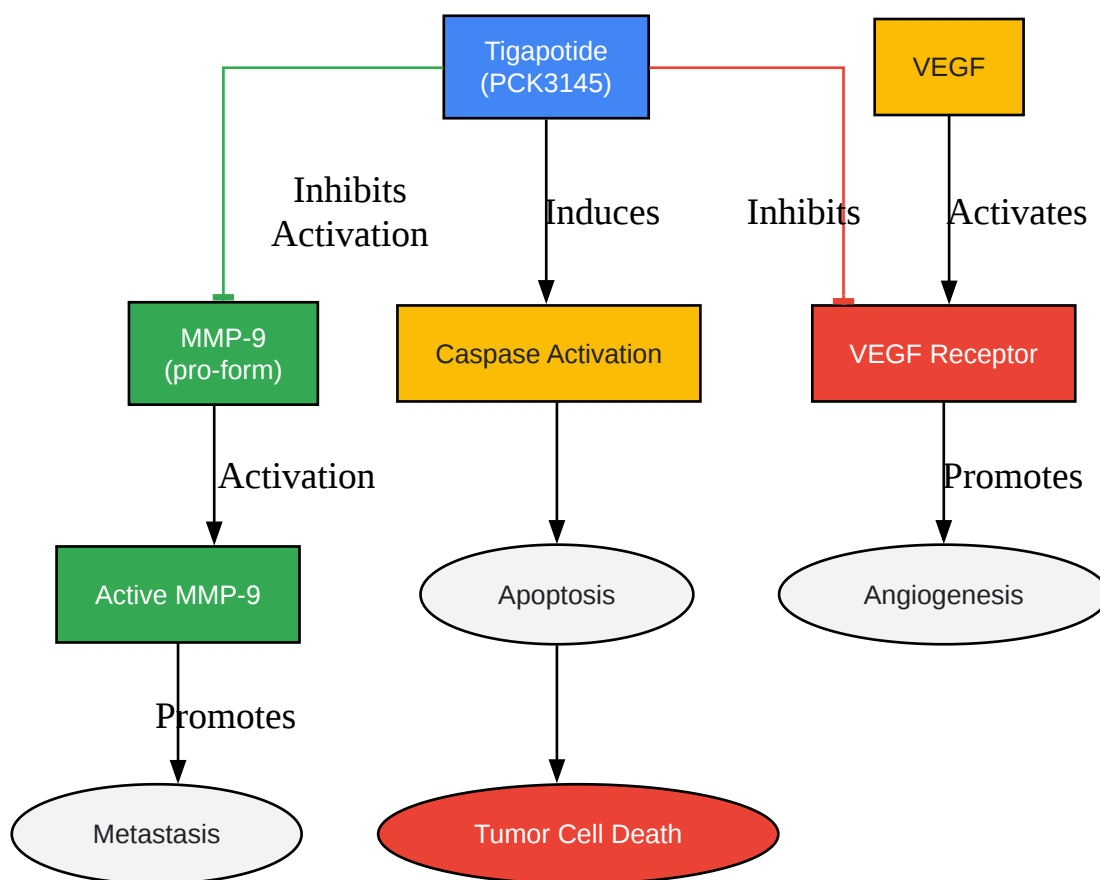 Tigapotide
(PCK3145)
VEGF
Inhibits
Activation
Induces
Inhibits
Activates
MMP-9
(pro-form)
Caspase Activation
VEGF Receptor
Activation
Promotes
Active MMP-9
Apoptosis
Angiogenesis
Promotes
Metastasis
Tumor Cell Death